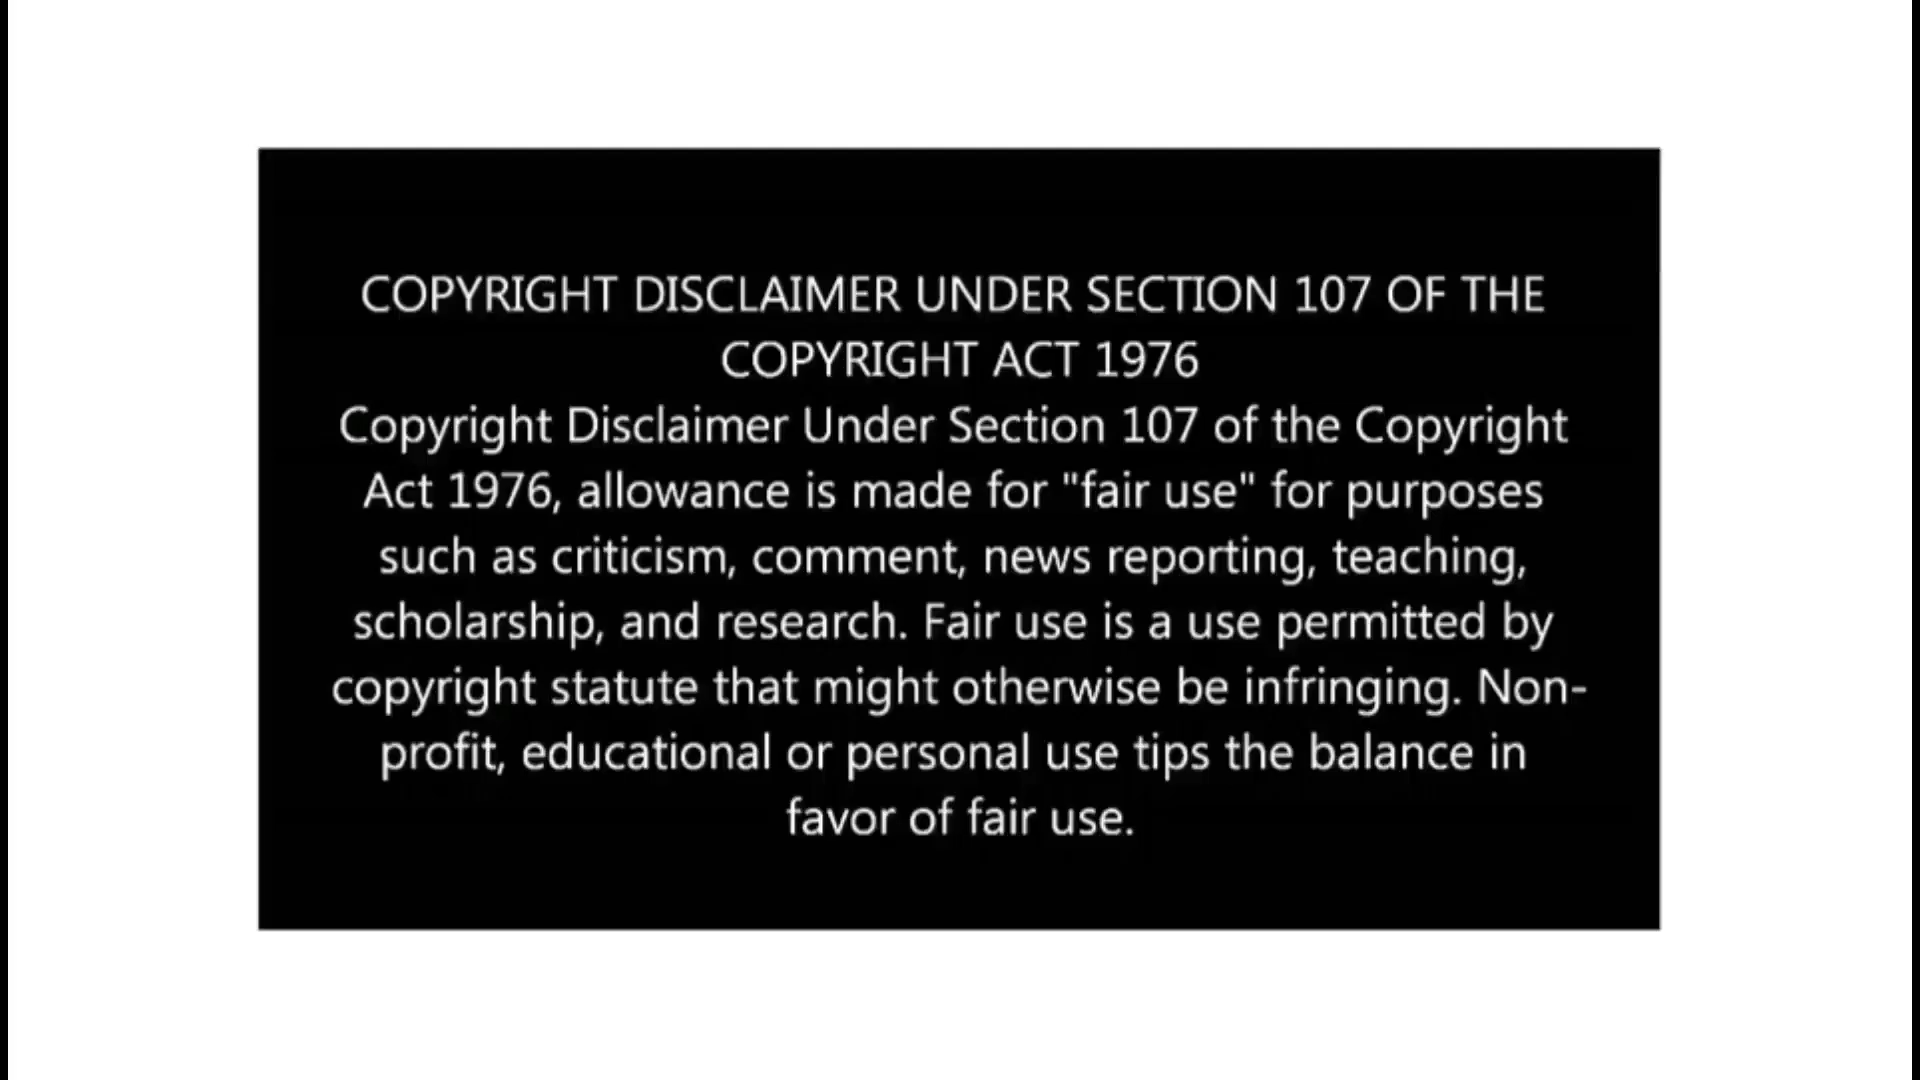 COPYRIGHT DISCLAIMER UNDER SECTION 107 OF THE
COPYRIGHT ACT 1976
Copyright Disclaimer Under Section 107 of the Copyright
Act 1976, allowance is made for "fair use" for purposes
such as criticism, comment, news reporting, teaching,
scholarship, and research. Fair use is a use permitted by
copyright statute that might otherwise be infringing. Non-
profit, educational or personal use tips the balance in
favor of fair use.